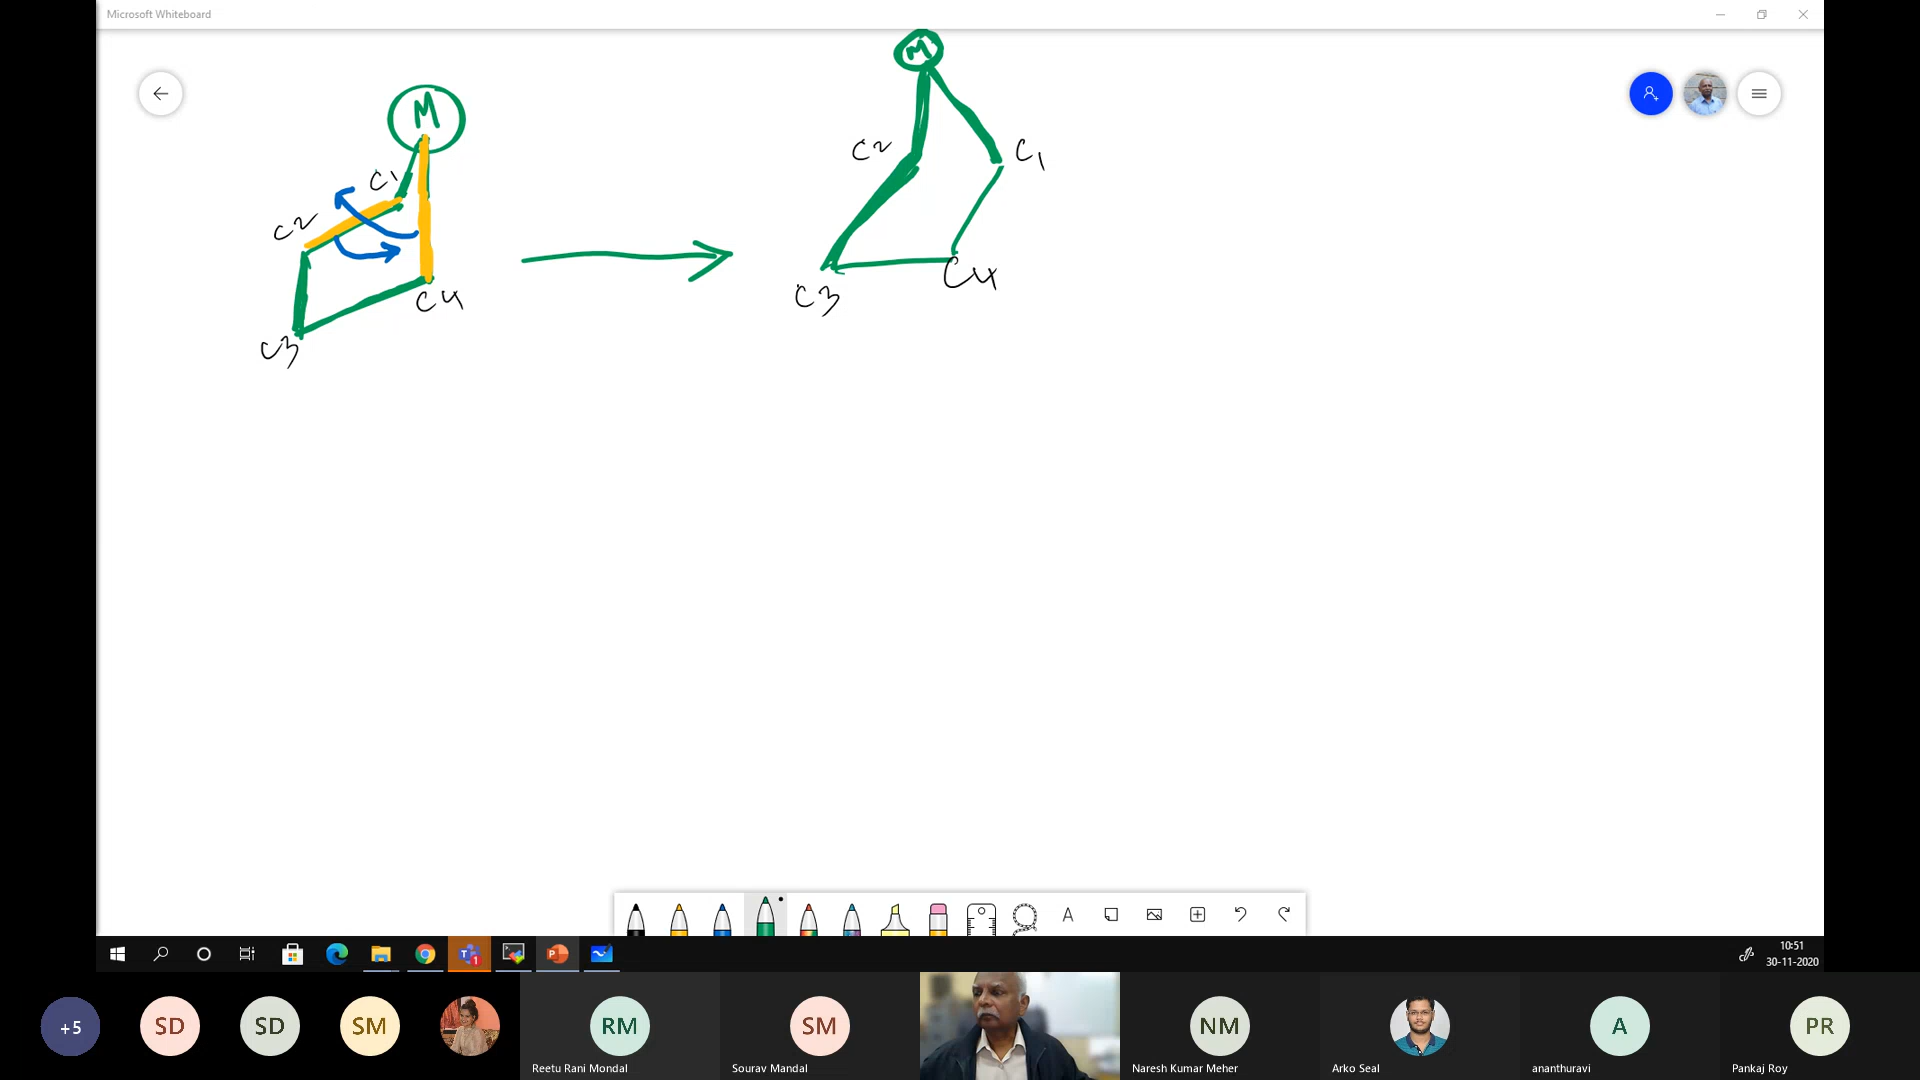 Microsoft Whiteboard
M
C1
C2
C3
C4
M
C2
C1
C3
C4
A
1
10:51
30-11-2020
+5
SD
SD
SM
RM
Reetu Rani Mondal
SM
Sourav Mandal
NM
Naresh Kumar Meher
Arko Seal
A
ananthuravi
PR
Pankaj Roy